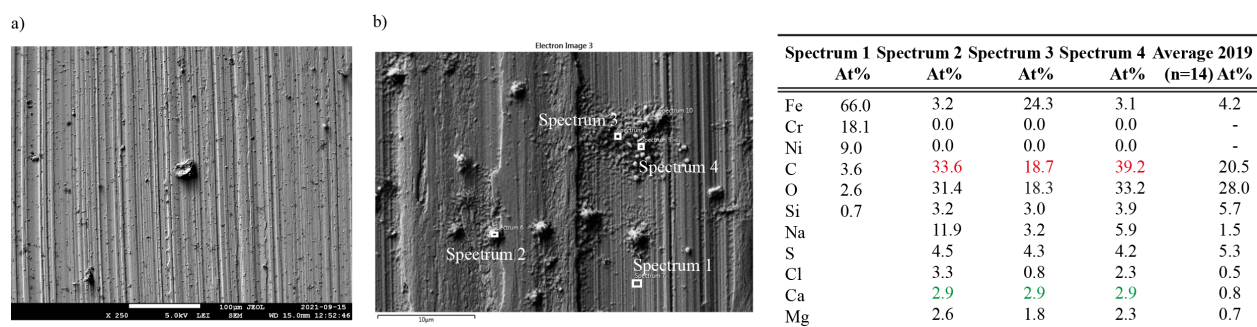 a)
100μm JEOL 2021-09-15
X 250 5.0kV LEI SEM WD 15.0mm 12:52:46
b)
Electron Image 3
Spectrum 10
Spectrum 3
Spectrum 4
Spectrum 6
Spectrum 2
Spectrum 1
10μm
Spectrum 1 Spectrum 2 Spectrum 3 Spectrum 4 Average 2019
At% At% At% At% (n=14) At%
Fe 66.0 3.2 24.3 3.1 4.2
Cr 18.1 0.0 0.0 0.0 -
Ni 9.0 0.0 0.0 0.0 -
C 3.6 33.6 18.7 39.2 20.5
O 2.6 31.4 18.3 33.2 28.0
Si 0.7 3.2 3.0 3.9 5.7
Na 11.9 3.2 5.9 1.5
S 4.5 4.3 4.2 5.3
Cl 3.3 0.8 2.3 0.5
Ca 2.9 2.9 2.9 0.8
Mg 2.6 1.8 2.3 0.7